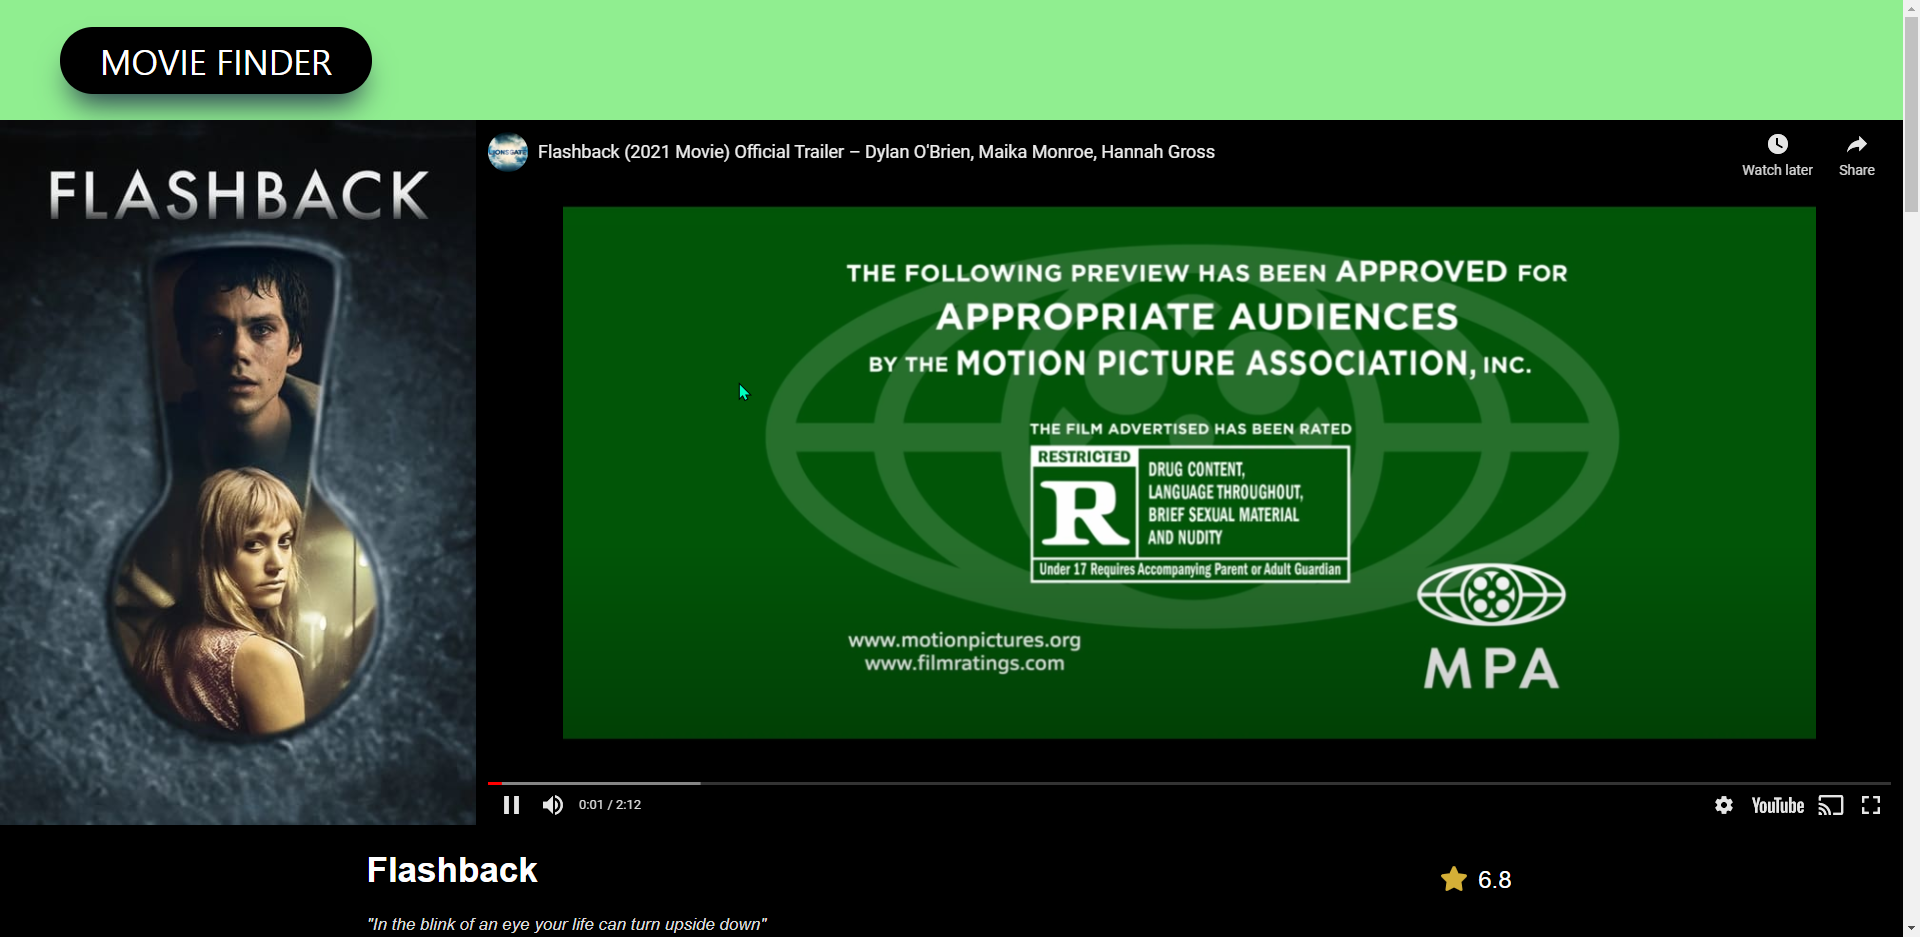 MOVIE FINDER
FLASHBACK
LIONSGATE
Flashback (2021 Movie) Official Trailer – Dylan O'Brien, Maika Monroe, Hannah Gross
Watch later
Share
THE FOLLOWING PREVIEW HAS BEEN APPROVED FOR
APPROPRIATE AUDIENCES
BY THE MOTION PICTURE ASSOCIATION, INC.
THE FILM ADVERTISED HAS BEEN RATED
RESTRICTED
R
DRUG CONTENT,
LANGUAGE THROUGHOUT,
BRIEF SEXUAL MATERIAL
AND NUDITY
Under 17 Requires Accompanying Parent or Adult Guardian
www.motionpictures.org
www.filmratings.com
MPA
0:01 / 2:12
YouTube
Flashback
6.8
"In the blink of an eye your life can turn upside down"